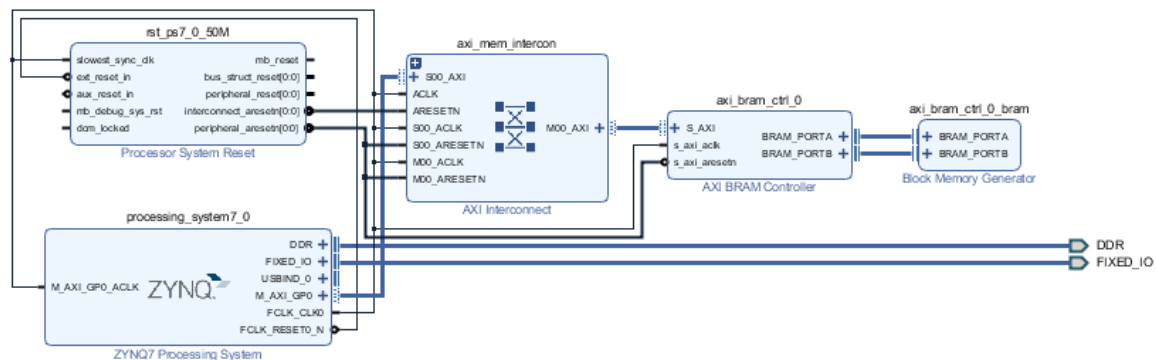 rst_ps7_0_50M
slowest_sync_clk
ext_reset_in
aux_reset_in
mb_debug_sys_rst
dcm_locked
mb_reset
bus_struct_reset[0:0]
peripheral_reset[0:0]
interconnect_aresetn[0:0]
peripheral_aresetn[0:0]
Processor System Reset
axi_mem_intercon
S00_AXI
ACLK
ARESETN
S00_ACLK
S00_ARESETN
M00_ACLK
M00_ARESETN
M00_AXI
AXI Interconnect
axi_bram_ctrl_0
S_AXI
s_axi_aclk
s_axi_aresetn
BRAM_PORTA
BRAM_PORTB
AXI BRAM Controller
axi_bram_ctrl_0_bram
BRAM_PORTA
BRAM_PORTB
Block Memory Generator
processing_system7_0
M_AXI_GP0_ACLK
ZYNQ
DDR
FIXED_IO
USBIND_0
M_AXI_GP0
FCLK_CLK0
FCLK_RESET0_N
ZYNQ7 Processing System
DDR
FIXED_IO